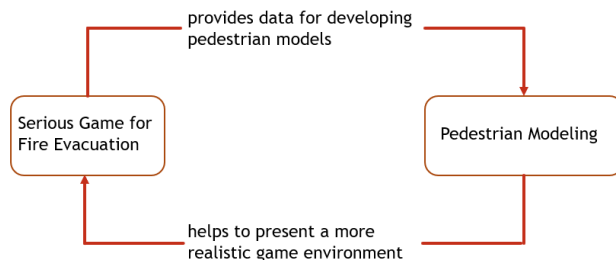 provides data for developing
pedestrian models
Serious Game for
Fire Evacuation
Pedestrian Modeling
helps to present a more
realistic game environment